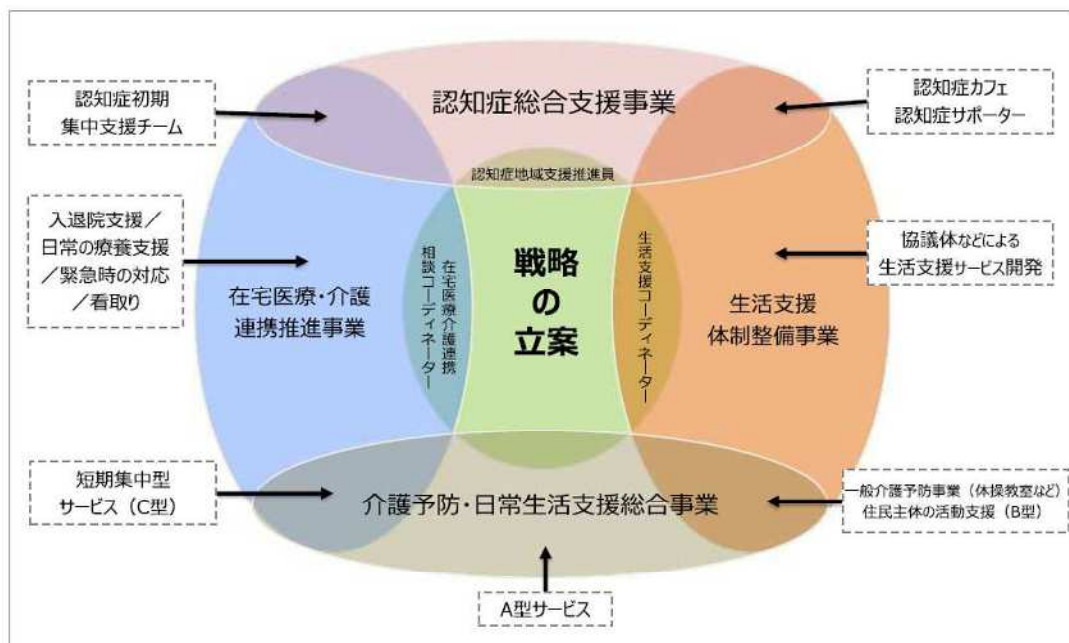 認知症初期
集中支援チーム
認知症総合支援事業
認知症カフェ
認知症サポーター
認知症地域支援推進員
入退院支援／
日常の療養支援
／緊急時の対応
／看取り
在宅医療・介護
連携推進事業
在宅医療介護連携
相談コーディネーター
戦略
の
立案
生活支援コーディネーター
生活支援
体制整備事業
協議体などによる
生活支援サービス開発
短期集中型
サービス（C型）
介護予防・日常生活支援総合事業
一般介護予防事業（体操教室など）
住民主体の活動支援（B型）
A型サービス